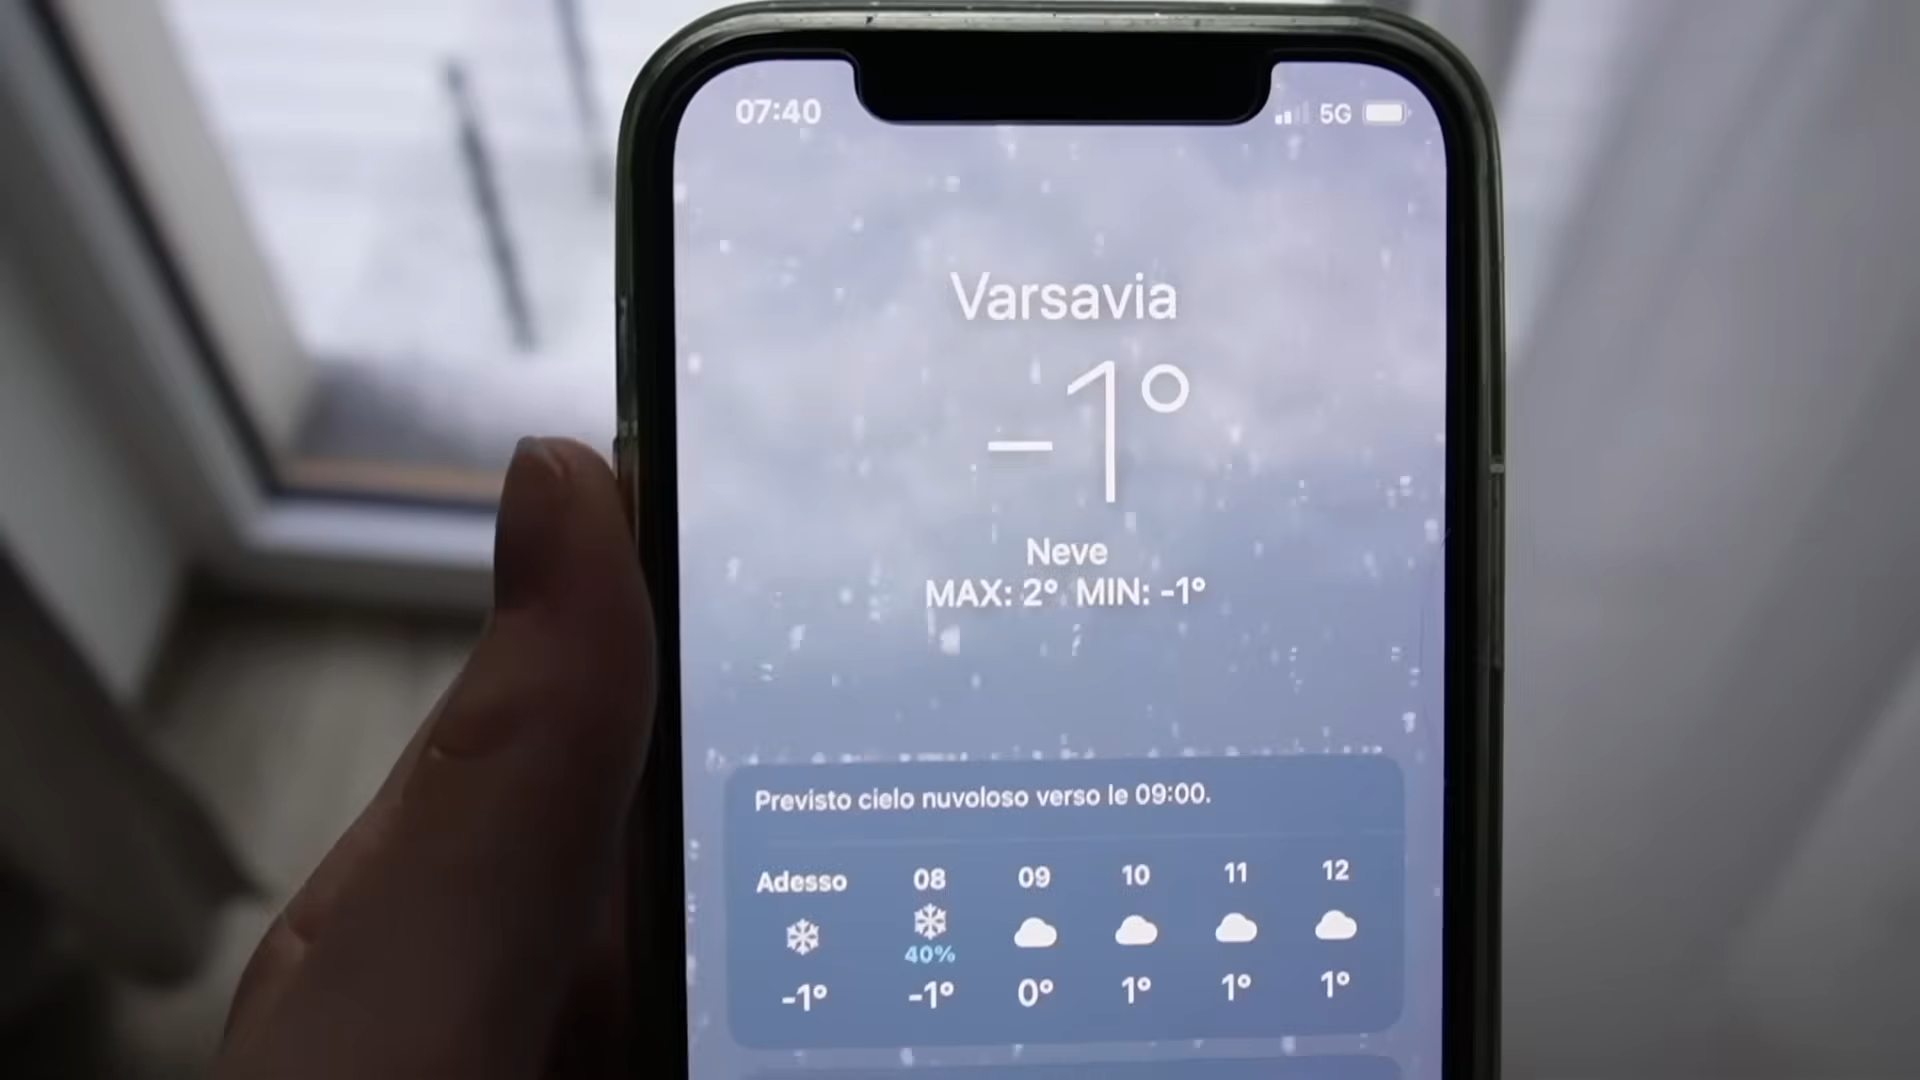 07:40 5G
Varsavia
-1°
Neve
MAX: 2° MIN: -1°
Previsto cielo nuvoloso verso le 09:00.
Adesso 08 09 10 11 12
40%
-1° -1° 0° 1° 1° 1°